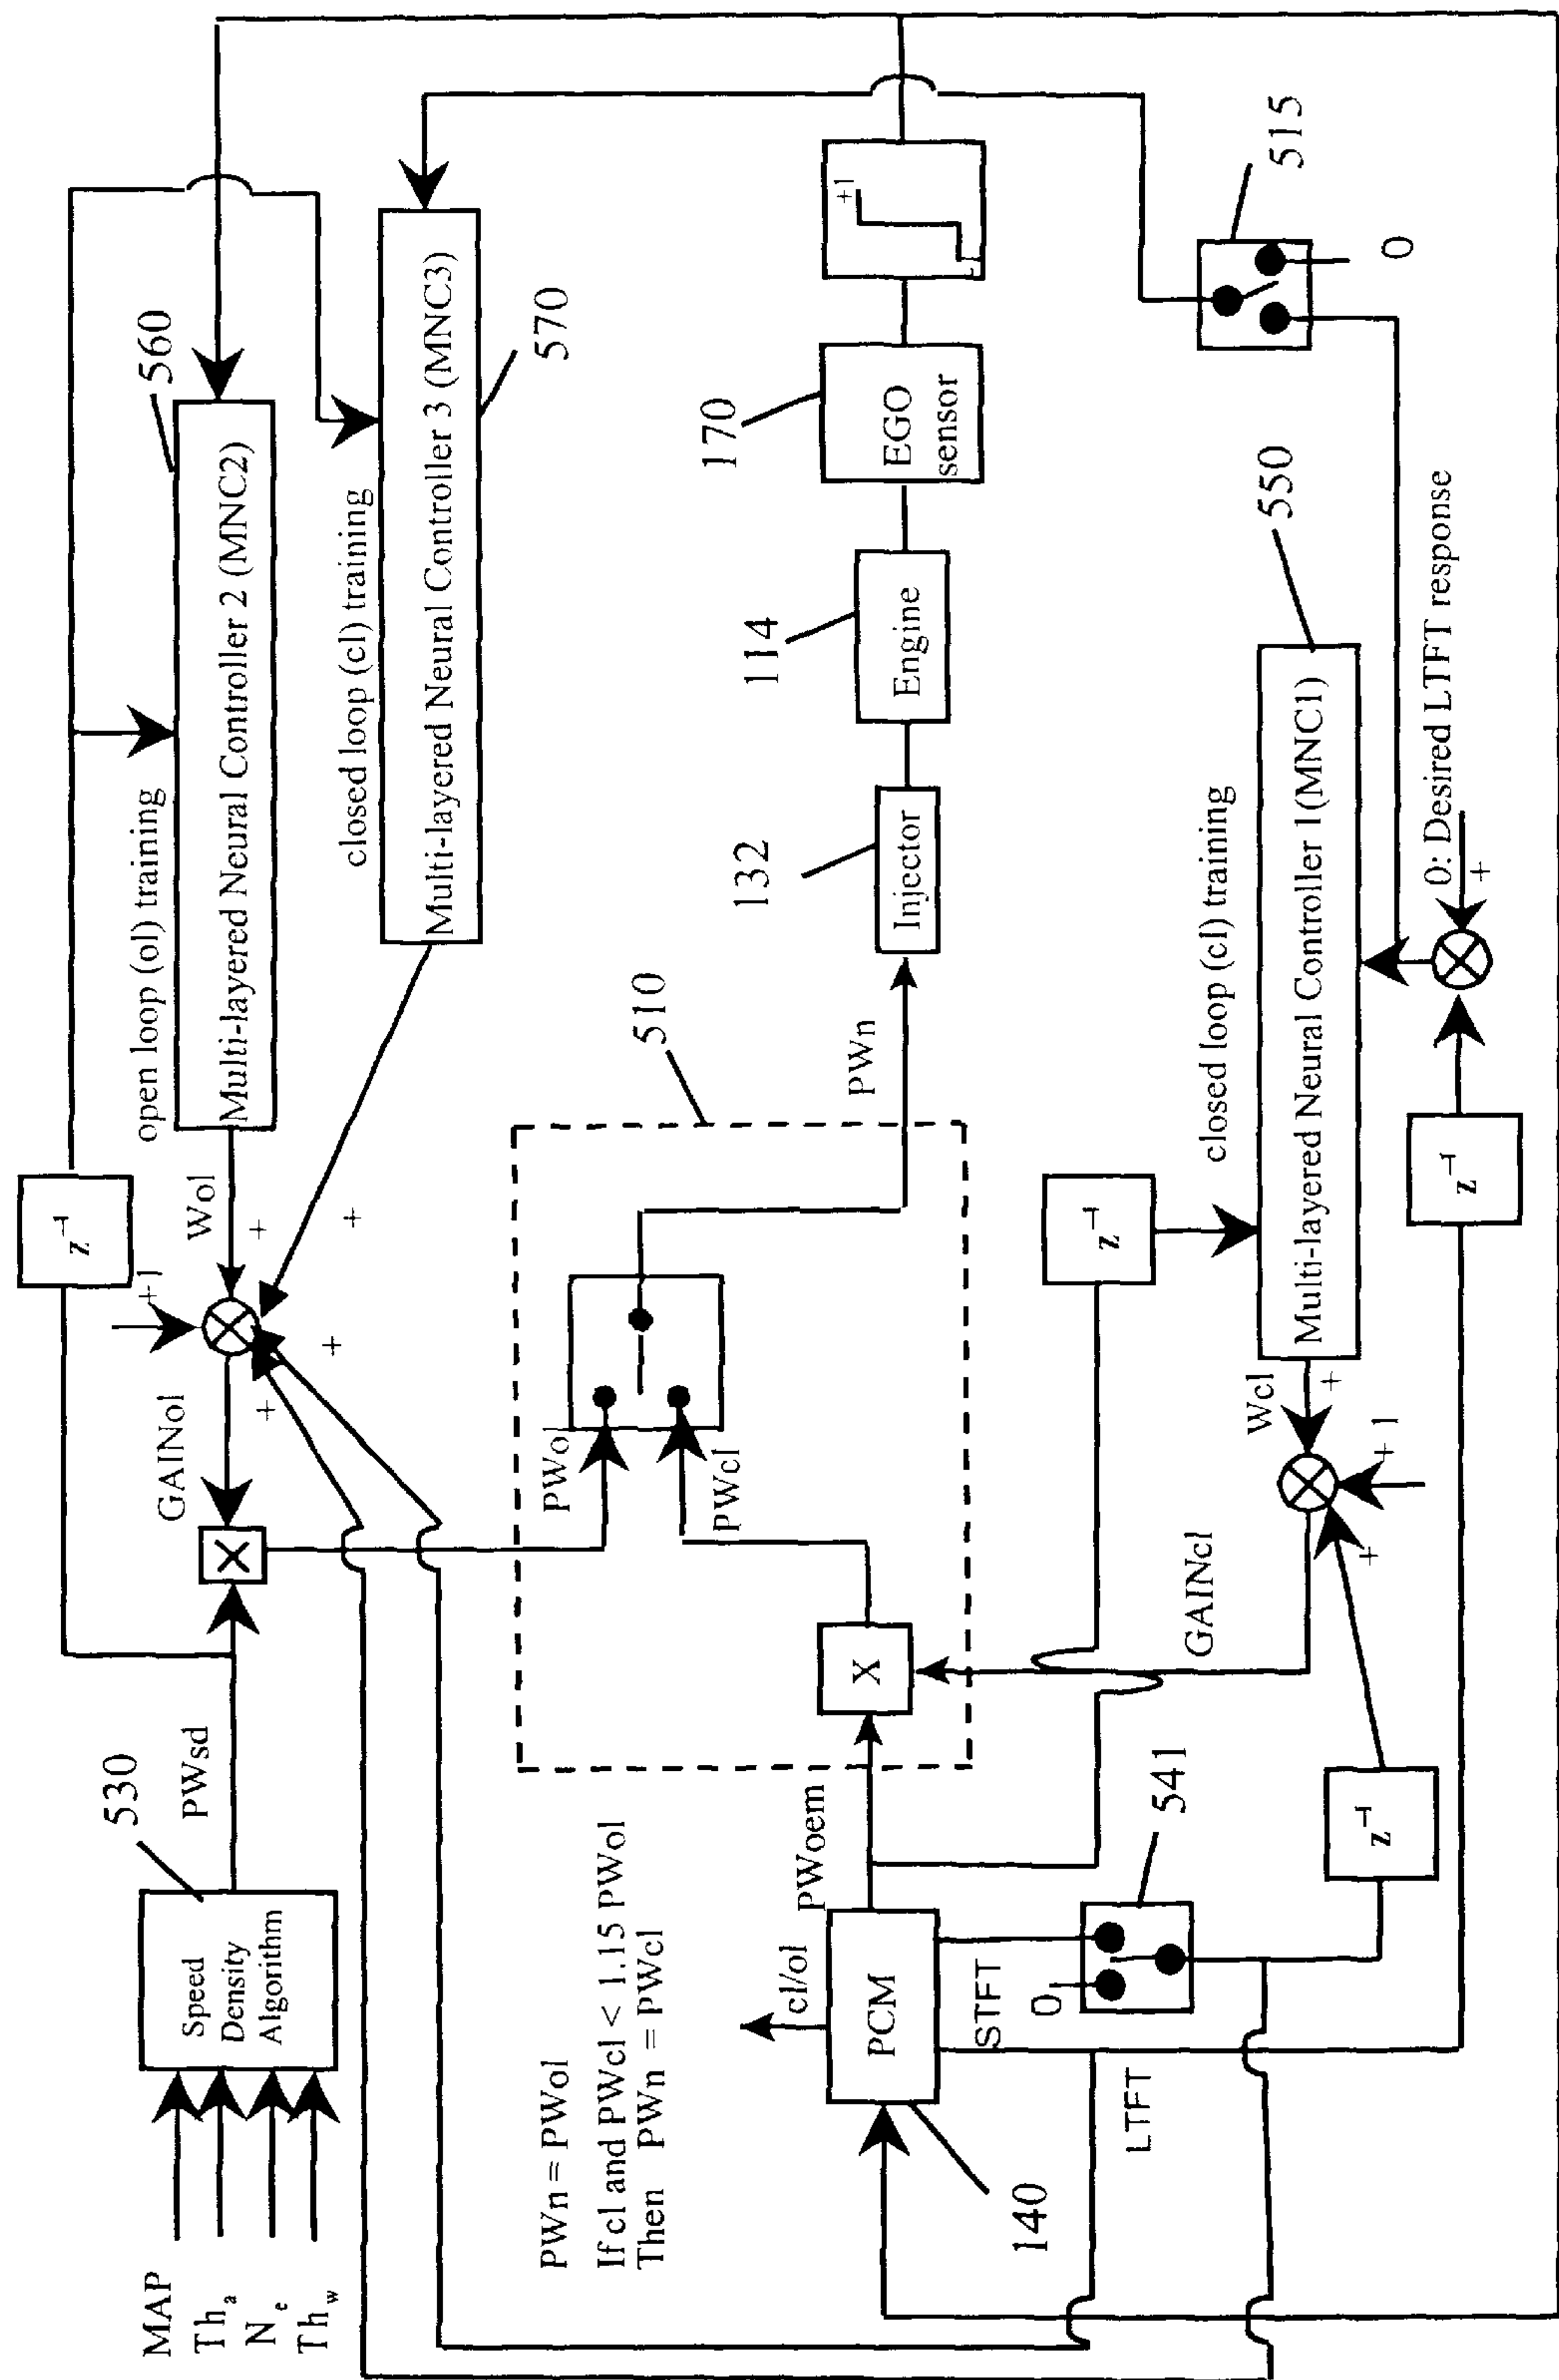 MAP
Th a
N e
Th w
530
Speed
Density
Algorithm
PWsd
z⁻¹
+1
GAINol
X
+
+
+
+
Wol
open loop (ol) training
Multi-layered Neural Controller 2 (MNC2)
560
closed loop (cl) training
Multi-layered Neural Controller 3 (MNC3)
570
PWn = PWol
If cl and PWcl < 1.15 PWol
Then PWn = PWcl
510
PWol
PWcl
X
PWn
132
Injector
114
Engine
170
EGO
sensor
+1
-1
cl/ol
PWoem
PCM
140
STFT
LTFT
0
541
z⁻¹
GAINcl
z⁻¹
+
+1
+
Wcl
closed loop (cl) training
Multi-layered Neural Controller 1(MNC1)
550
z⁻¹
0: Desired LTFT response
+
515
0